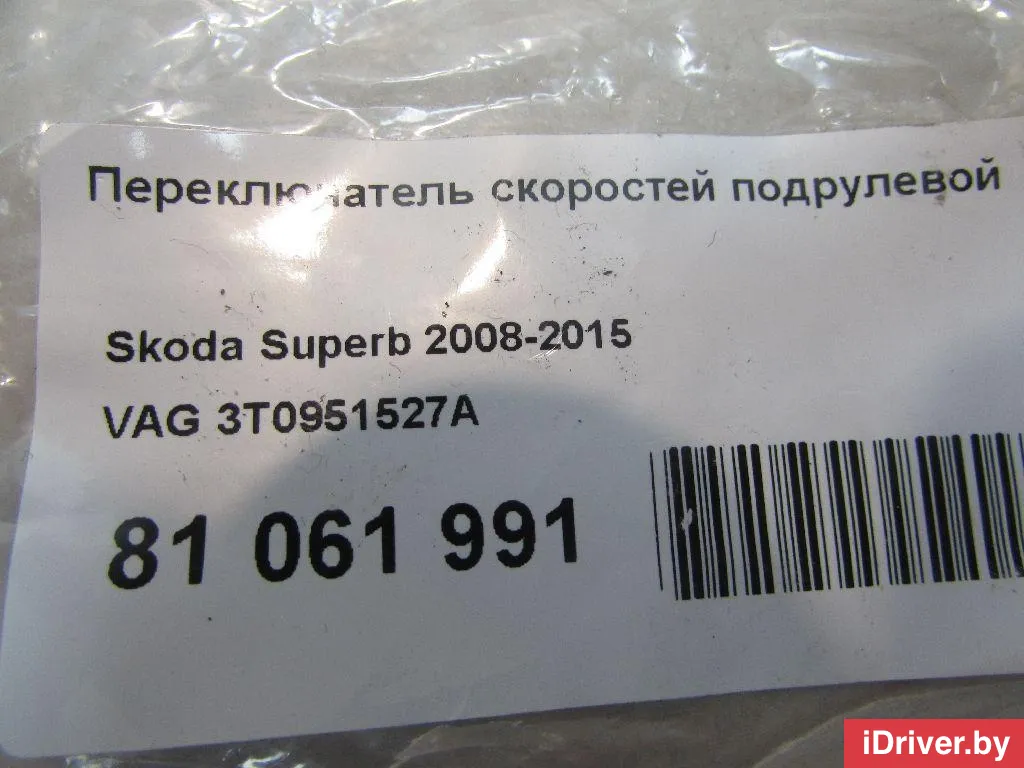 Переключатель скоростей подрулевой
Skoda Superb 2008-2015
VAG 3T0951527A
81 061 991
iDriver.by